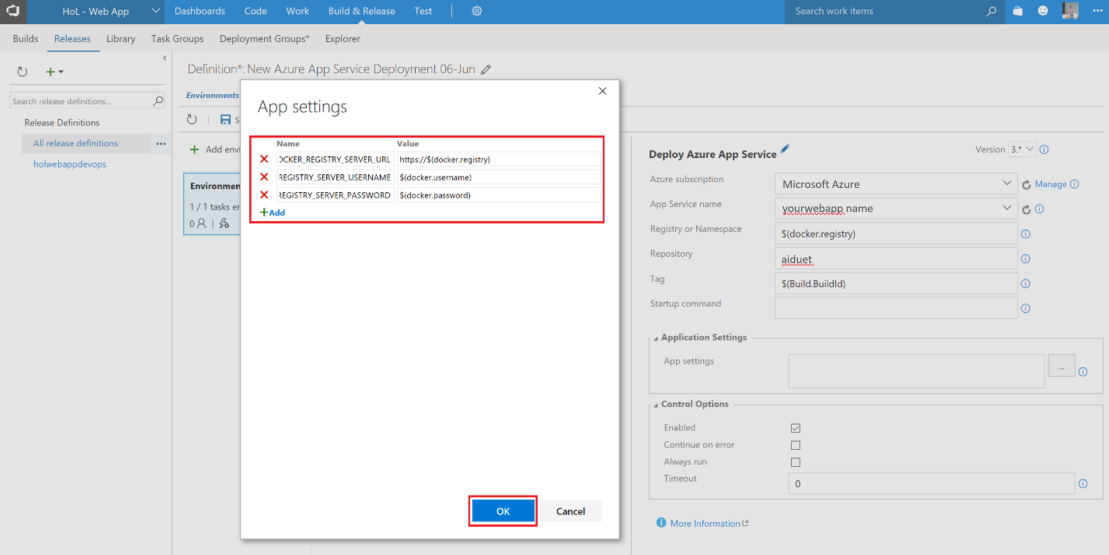 HoL - Web App
Dashboards
Code
Work
Build & Release
Test
Search work items
Builds
Releases
Library
Task Groups
Deployment Groups*
Explorer
Definition*: New Azure App Service Deployment 06-Jun
Search release definitions...
Release Definitions
All release definitions
...
holwebappdevops
Environments
S
Add envi
Environmen
1 / 1 tasks en
0
App settings
Name Value
OCKER_REGISTRY_SERVER_URL https://$(docker.registry)
REGISTRY_SERVER_USERNAME $(docker.username)
REGISTRY_SERVER_PASSWORD $(docker.password)
+Add
OK
Cancel
Deploy Azure App Service
Version 3.*
Azure subscription Microsoft Azure Manage
App Service name yourwebapp name
Registry or Namespace $(docker.registry)
Repository aiduet
Tag $(Build.BuildId)
Startup command
Application Settings
App settings ...
Control Options
Enabled
Continue on error
Always run
Timeout 0
More Information